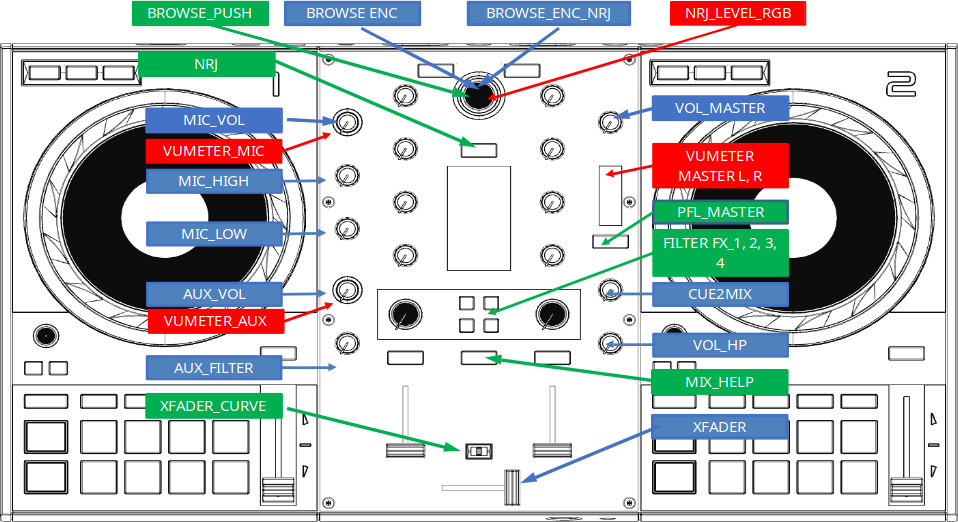 BROWSE_PUSH
BROWSE ENC
BROWSE_ENC_NRJ
NRJ_LEVEL_RGB
NRJ
1
2
MIC_VOL
VOL_MASTER
VUMETER_MIC
VUMETER
MASTER L, R
MIC_HIGH
PFL_MASTER
MIC_LOW
FILTER FX_1, 2, 3,
4
AUX_VOL
CUE2MIX
VUMETER_AUX
VOL_HP
AUX_FILTER
MIX_HELP
XFADER_CURVE
XFADER